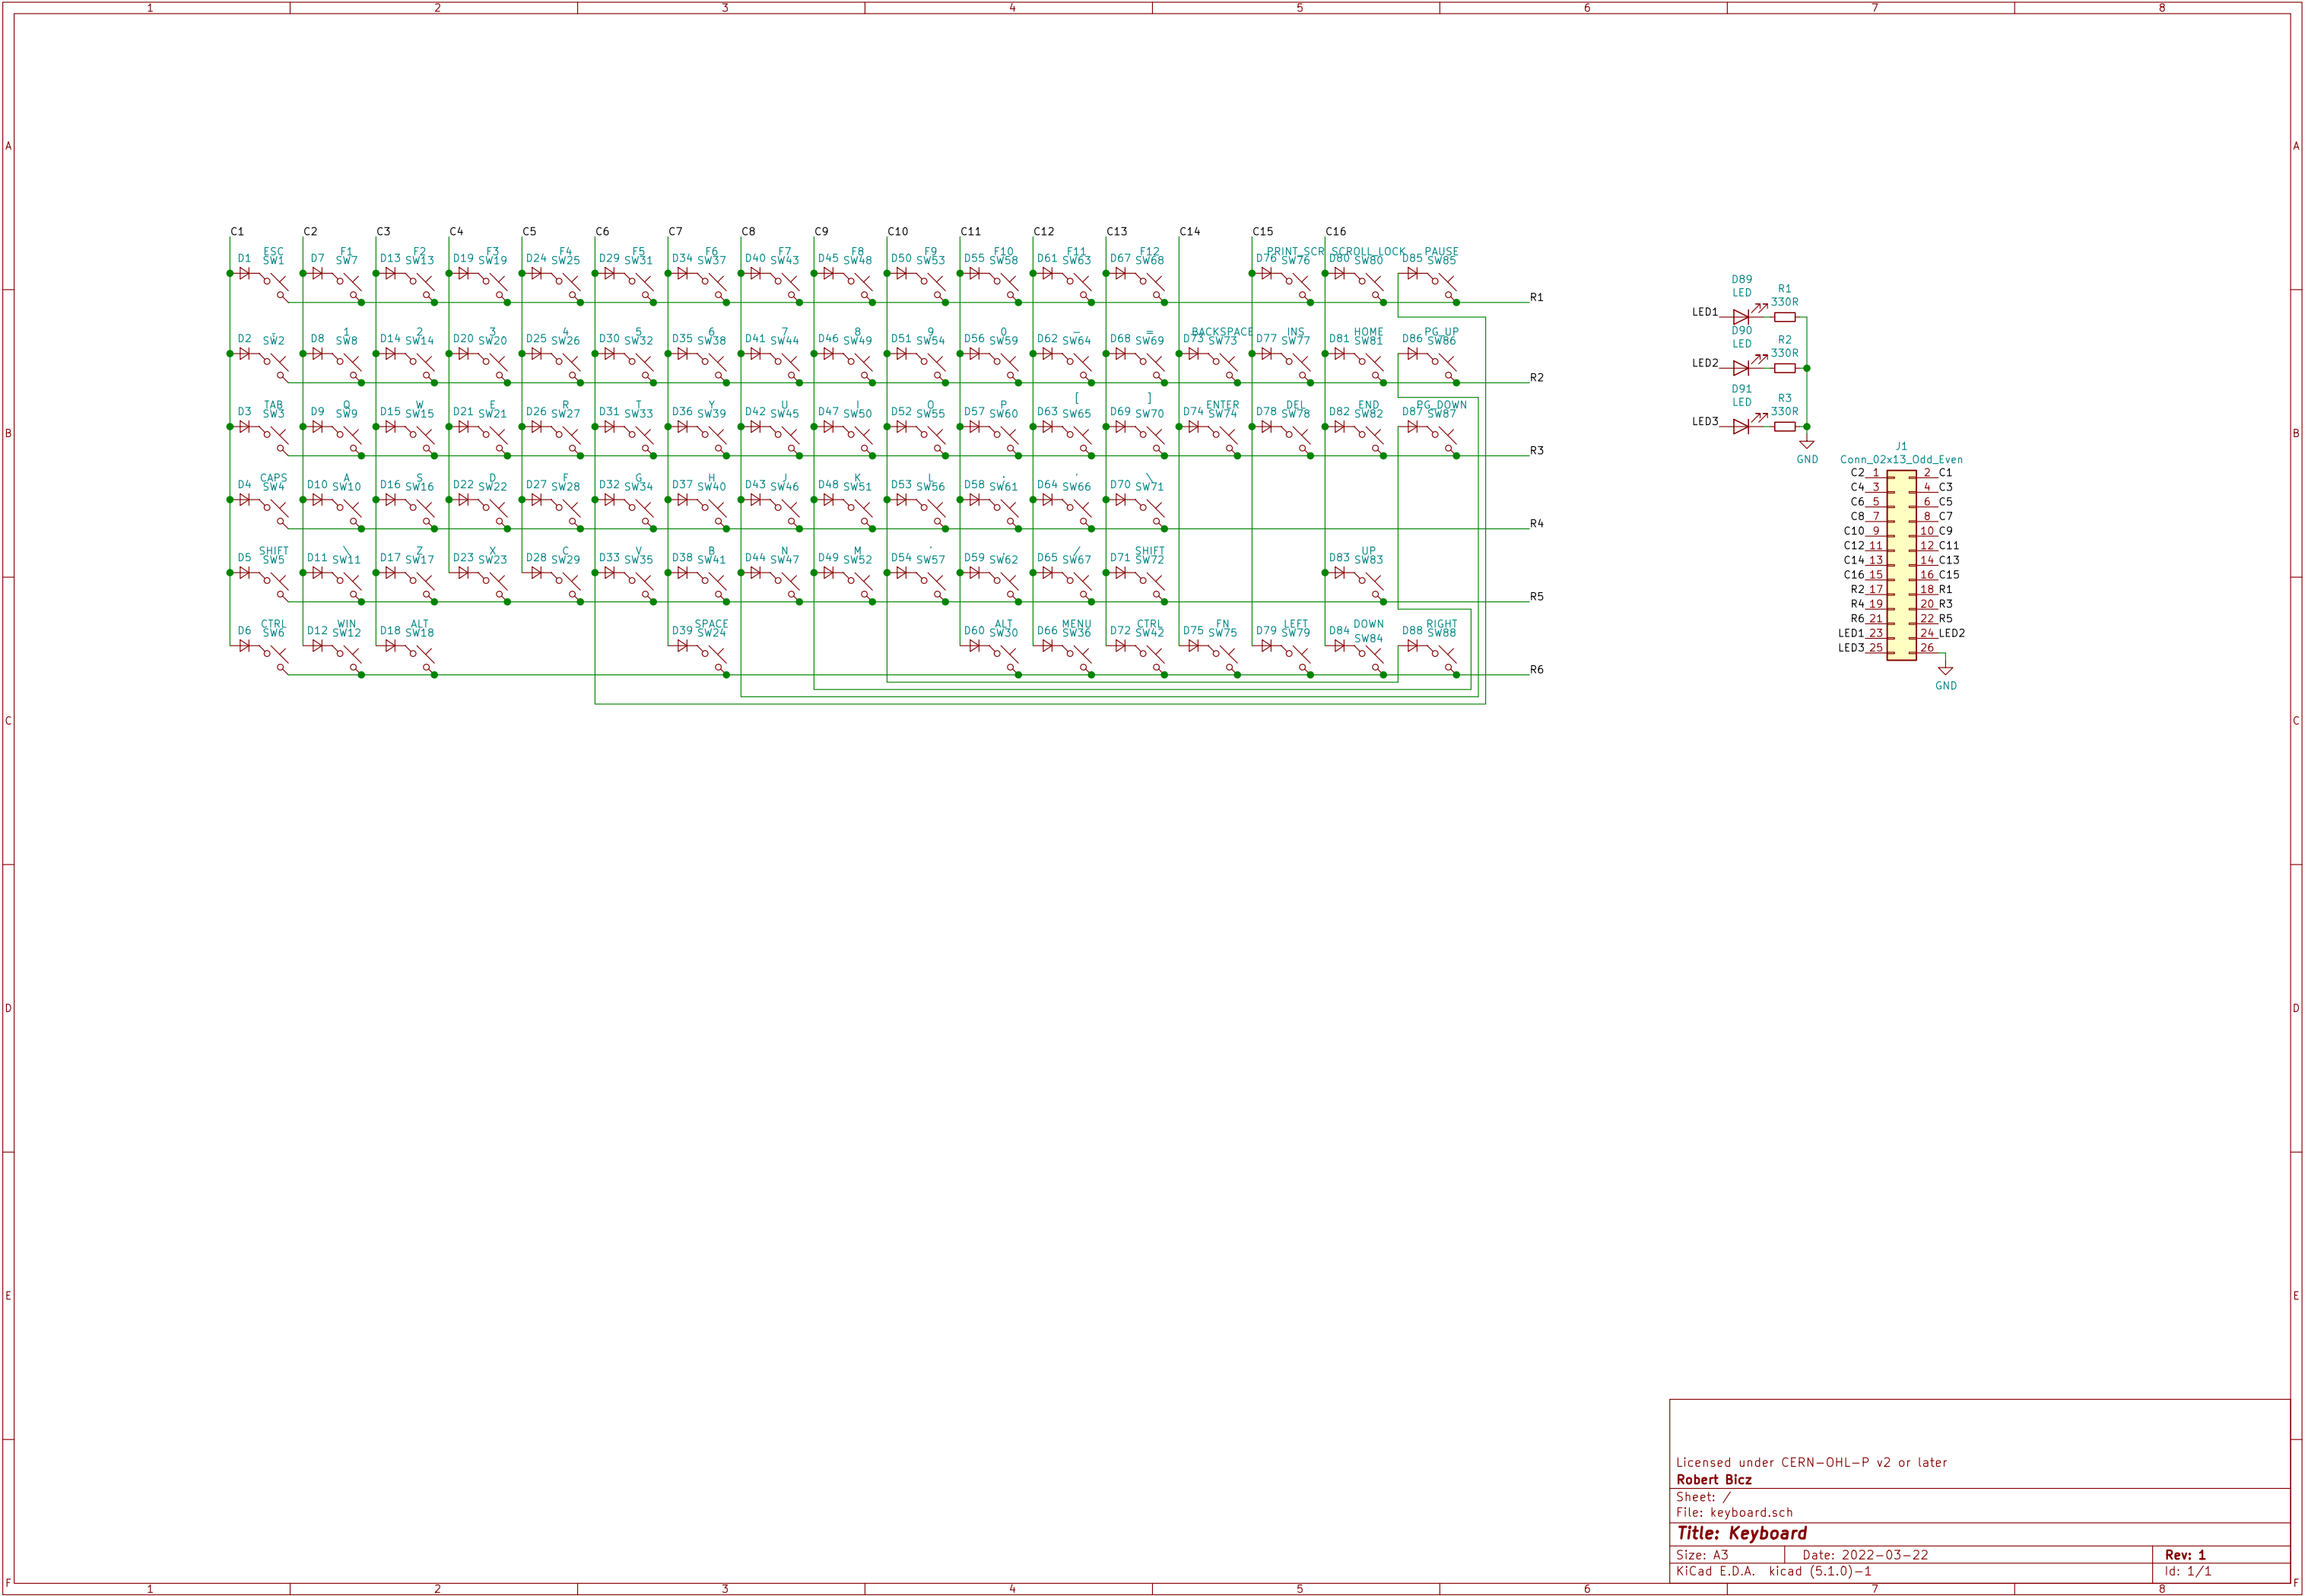 1 2 3 4 5 6 7 8
A A
C1 C2 C3 C4 C5 C6 C7 C8 C9 C10 C11 C12 C13 C14 C15 C16
ESC F1 F2 F3 F4 F5 F6 F7 F8 F9 F10 F11 F12 PRINT_SCR SCROLL_LOCK PAUSE
D1 SW1 D7 SW7 D13 SW13 D19 SW19 D24 SW25 D29 SW31 D34 SW37 D40 SW43 D45 SW48 D50 SW53 D55 SW58 D61 SW63 D67 SW68 D76 SW76 D80 SW80 D85 SW85
R1
1 2 3 4 5 6 7 8 9 0 - = BACKSPACE INS HOME PG_UP
D2 SW2 D8 SW8 D14 SW14 D20 SW20 D25 SW26 D30 SW32 D35 SW38 D41 SW44 D46 SW49 D51 SW54 D56 SW59 D62 SW64 D68 SW69 D73 SW73 D77 SW77 D81 SW81 D86 SW86
R2
TAB Q W E R T Y U I O P [ ] ENTER DEL END PG_DOWN
D3 SW3 D9 SW9 D15 SW15 D21 SW21 D26 SW27 D31 SW33 D36 SW39 D42 SW45 D47 SW50 D52 SW55 D57 SW60 D63 SW65 D69 SW70 D74 SW74 D78 SW78 D82 SW82 D87 SW87
R3
CAPS A S D F G H J K L ; ' \
D4 SW4 D10 SW10 D16 SW16 D22 SW22 D27 SW28 D32 SW34 D37 SW40 D43 SW46 D48 SW51 D53 SW56 D58 SW61 D64 SW66 D70 SW71
R4
SHIFT \ Z X C V B N M / SHIFT UP
D5 SW5 D11 SW11 D17 SW17 D23 SW23 D28 SW29 D33 SW35 D38 SW41 D44 SW47 D49 SW52 D54 SW57 D59 SW62 D65 SW67 D71 SW72 D83 SW83
R5
CTRL WIN ALT SPACE ALT MENU CTRL FN LEFT DOWN RIGHT
D6 SW6 D12 SW12 D18 SW18 D39 SW24 D60 SW30 D66 SW36 D72 SW42 D75 SW75 D79 SW79 D84 SW84 D88 SW88
R6
D89
LED
R1
330R
LED1
D90
LED
R2
330R
LED2
D91
LED
R3
330R
LED3
GND
J1
Conn_02x13_Odd_Even
C2 1 2 C1
C4 3 4 C3
C6 5 6 C5
C8 7 8 C7
C10 9 10 C9
C12 11 12 C11
C14 13 14 C13
C16 15 16 C15
R2 17 18 R1
R4 19 20 R3
R6 21 22 R5
LED1 23 24 LED2
LED3 25 26
GND
B B
C C
D D
E E
Licensed under CERN-OHL-P v2 or later
Robert Bicz
Sheet: /
File: keyboard.sch
Title: Keyboard
Size: A3 Date: 2022-03-22 Rev: 1
KiCad E.D.A. kicad (5.1.0)-1 Id: 1/1
F F
1 2 3 4 5 6 7 8